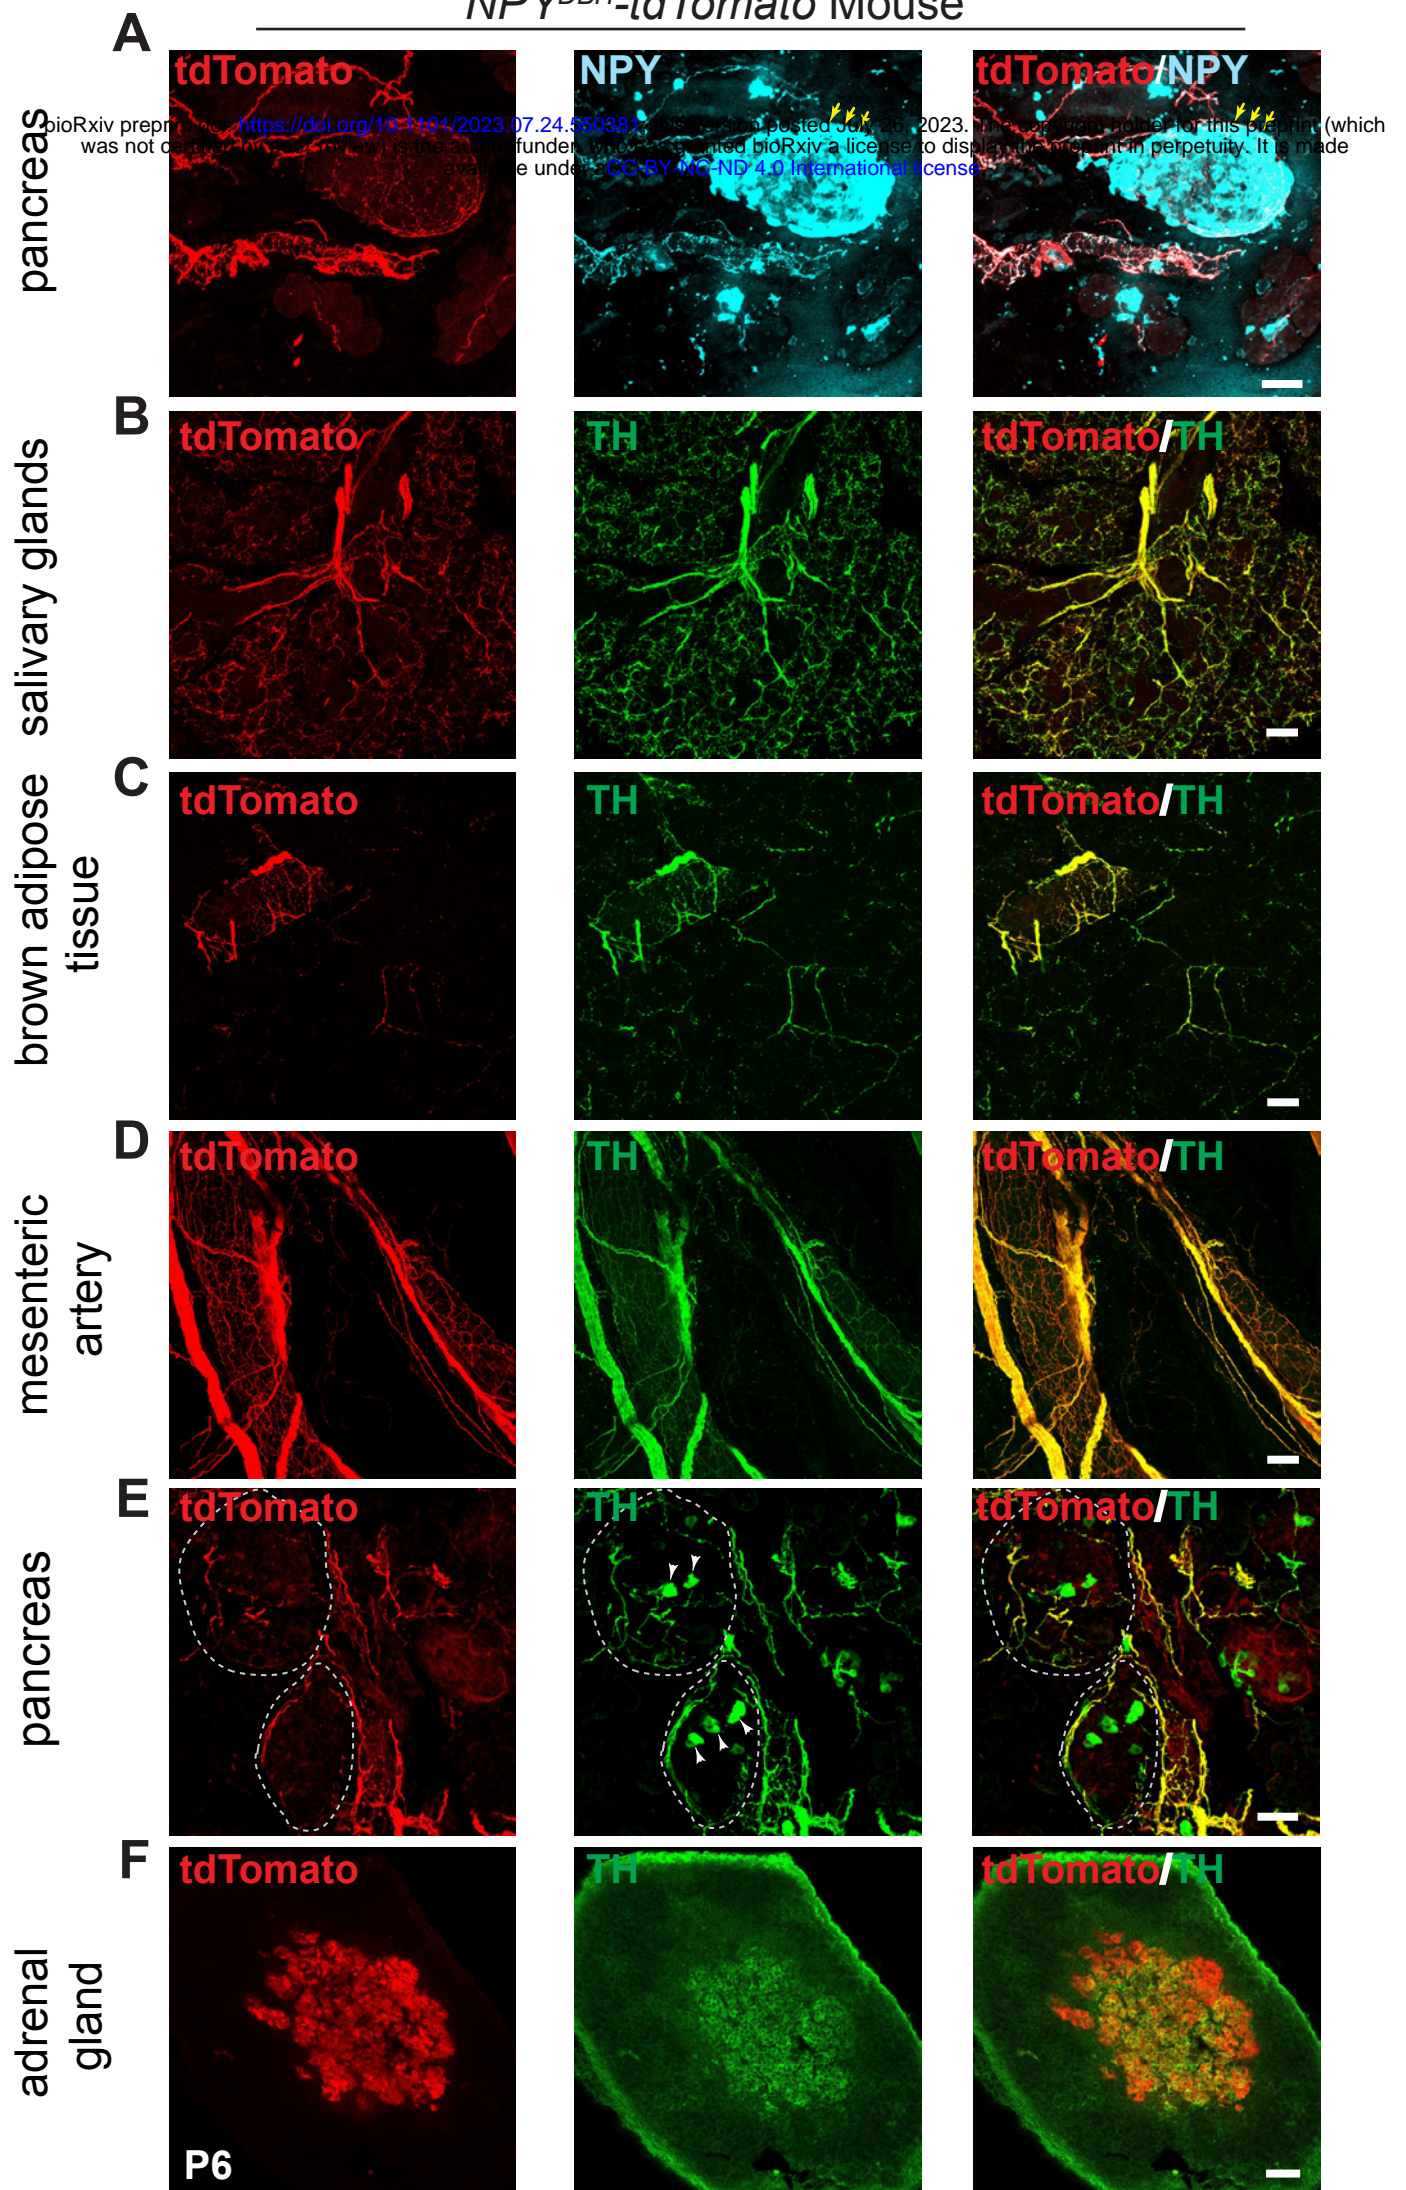 NPYDBH-tdTomato Mouse
A
pancreas
tdTomato
NPY
tdTomato/NPY
bioRxiv preprint doi: https://doi.org/10.1101/2023.07.24.550381; this version posted July 26, 2023. The copyright holder for this preprint (which
was not certified by peer review) is the author/funder, who has granted bioRxiv a license to display the preprint in perpetuity. It is made
available under aCC-BY-NC-ND 4.0 International license.
B
salivary glands
tdTomato
TH
tdTomato/TH
C
brown adipose
tissue
tdTomato
TH
tdTomato/TH
D
mesenteric
artery
tdTomato
TH
tdTomato/TH
E
pancreas
tdTomato
TH
tdTomato/TH
F
adrenal
gland
tdTomato
TH
tdTomato/TH
P6